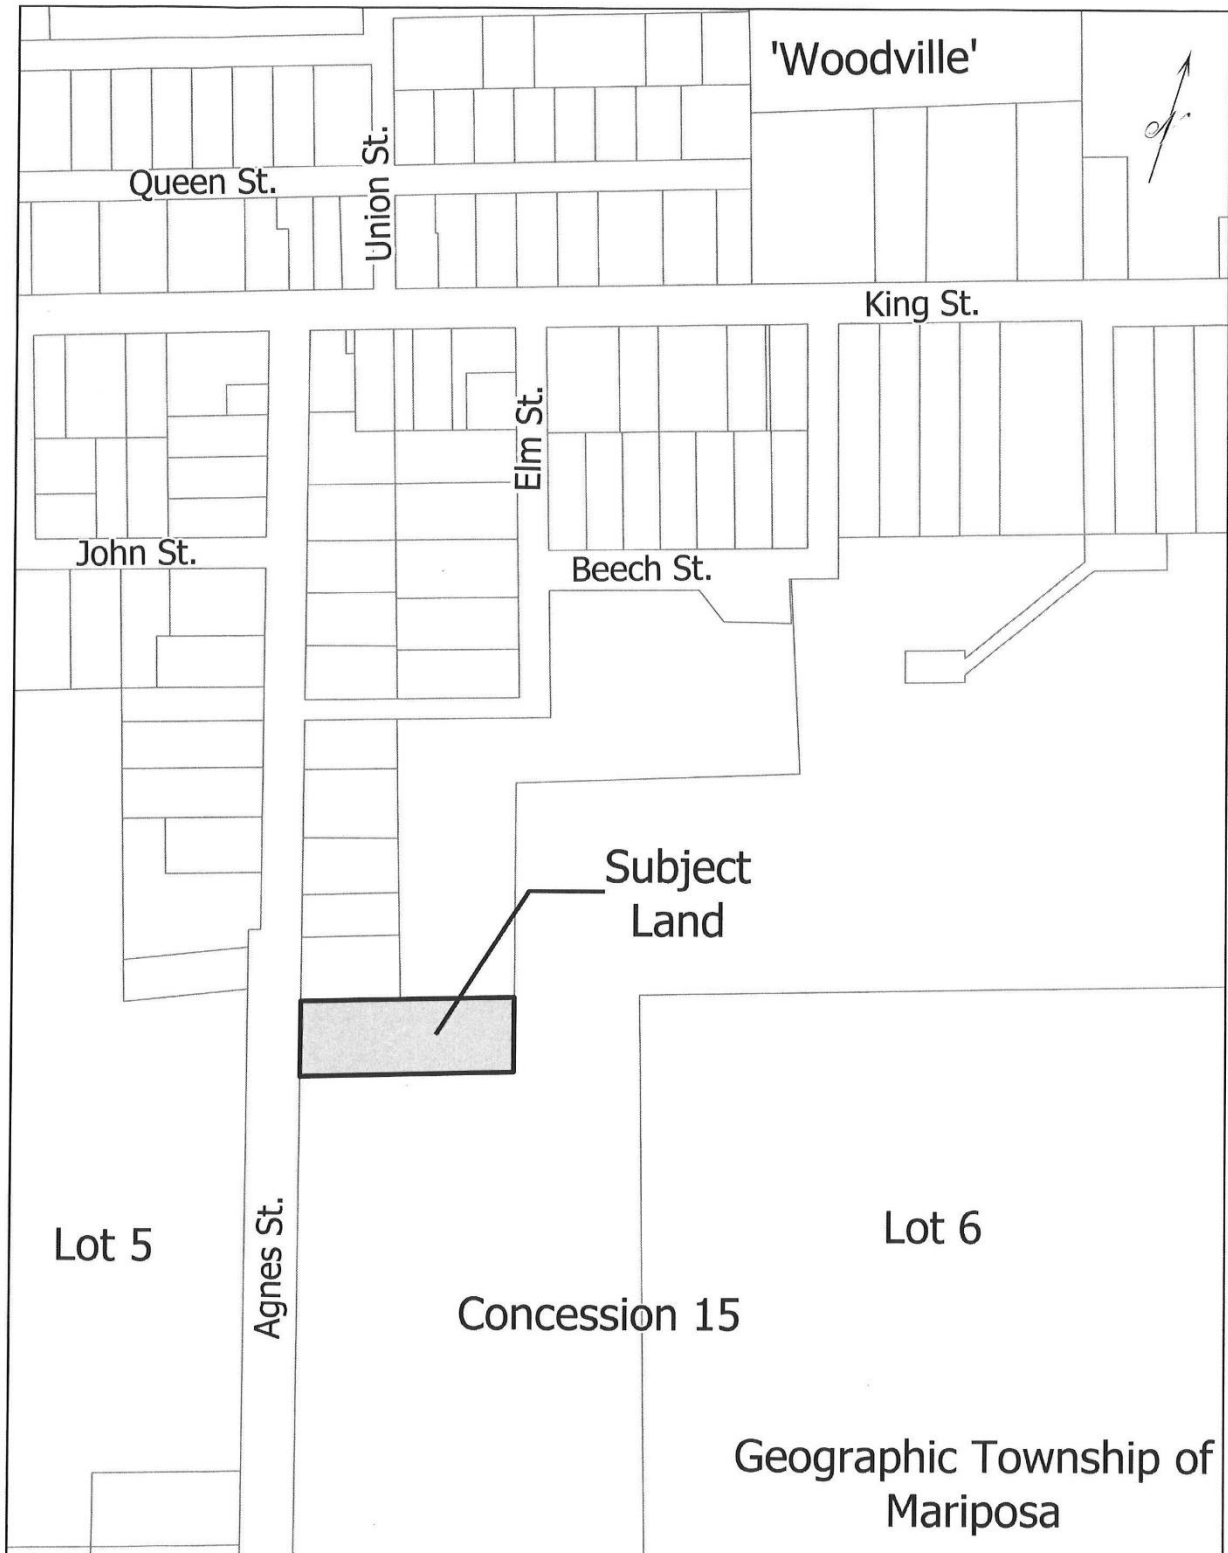 'Woodville'
Queen St.
Union St.
King St.
Elm St.
John St.
Beech St.
Subject
Land
Lot 5
Agnes St.
Lot 6
Concession 15
Geographic Township of
Mariposa